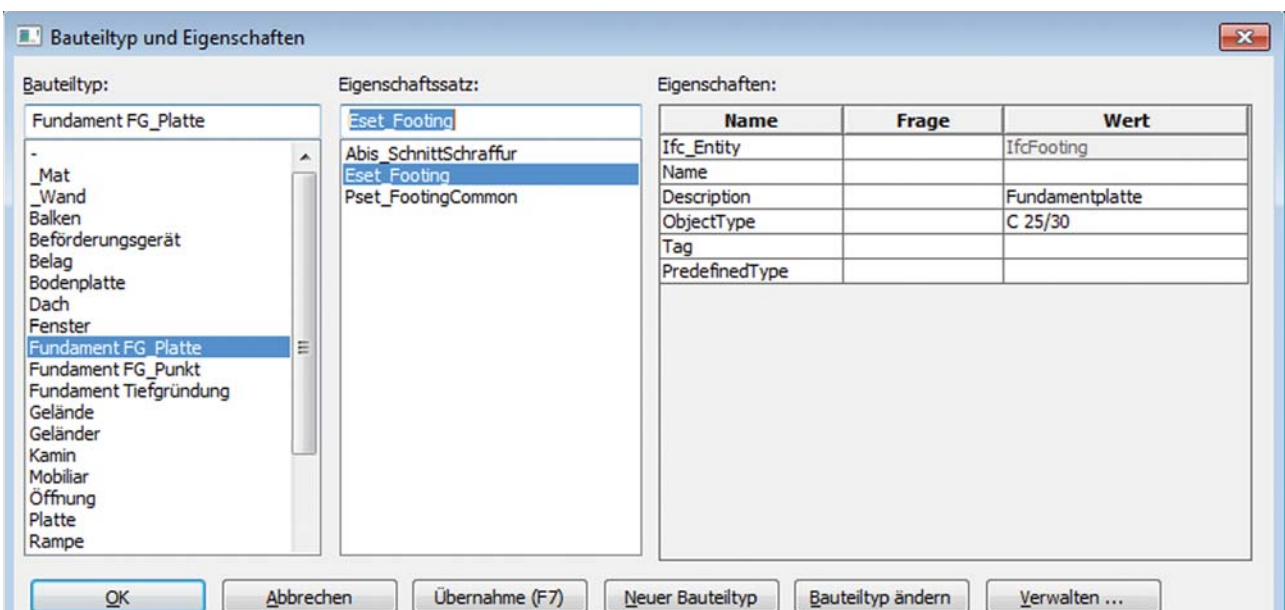 Bauteiltyp und Eigenschaften
Bauteiltyp:
Fundament FG_Platte
-
_Mat
_Wand
Balken
Beförderungsgerät
Belag
Bodenplatte
Dach
Fenster
Fundament FG_Platte
Fundament FG_Punkt
Fundament Tiefgründung
Gelände
Geländer
Kamin
Mobiliar
Öffnung
Platte
Rampe
Eigenschaftssatz:
Eset_Footing
Abis_SchnittSchraffur
Eset_Footing
Pset_FootingCommon
Eigenschaften:
Name Frage Wert
Ifc_Entity IfcFooting
Name
Description Fundamentplatte
ObjectType C 25/30
Tag
PredefinedType
OK Abbrechen Übernahme (F7) Neuer Bauteiltyp Bauteiltyp ändern Verwalten ...